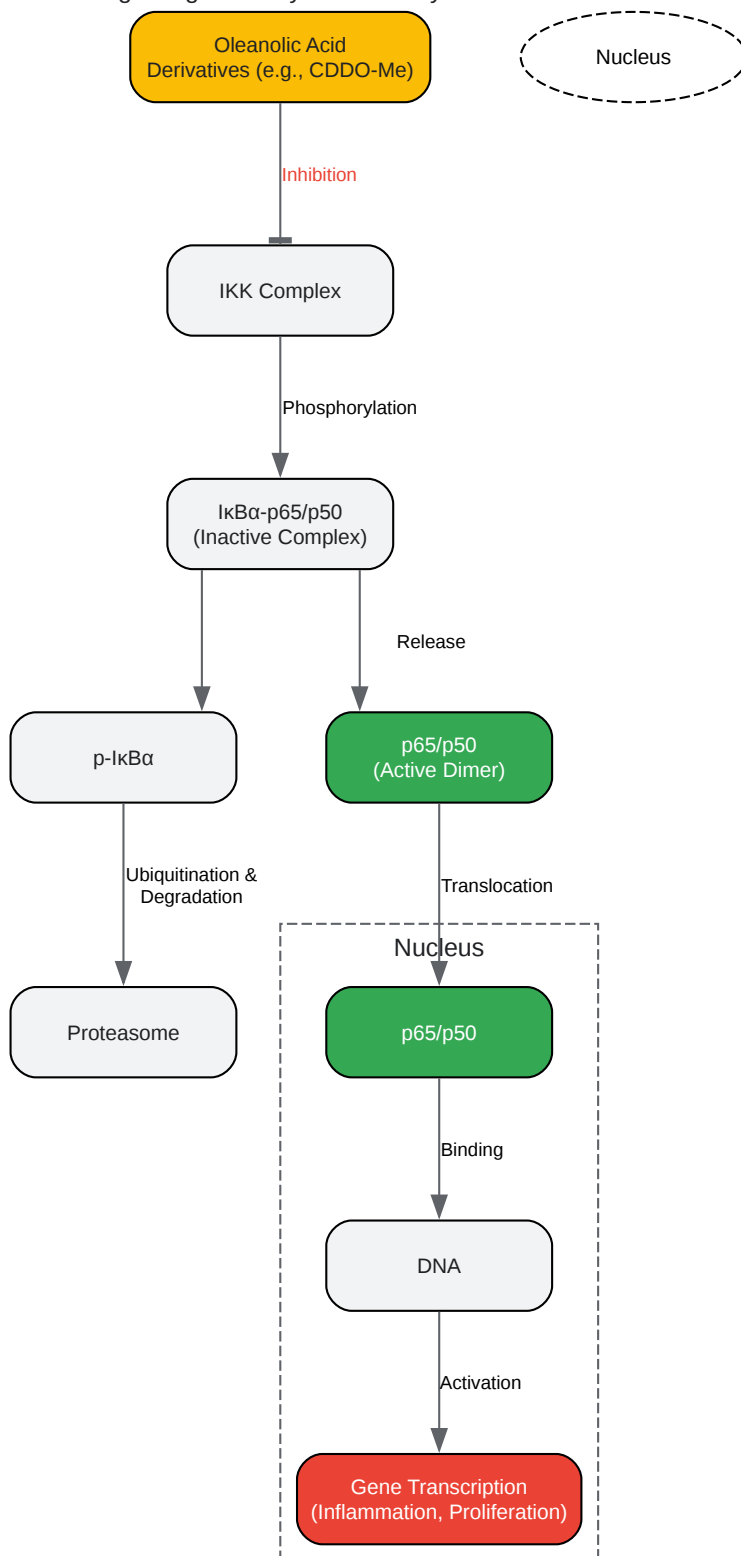 Oleanolic Acid
Derivatives (e.g., CDDO-Me)
Nucleus
Inhibition
IKK Complex
Phosphorylation
IκBα-p65/p50
(Inactive Complex)
Release
p-IκBα
p65/p50
(Active Dimer)
Ubiquitination &
Degradation
Translocation
Nucleus
Proteasome
p65/p50
Binding
DNA
Activation
Gene Transcription
(Inflammation, Proliferation)